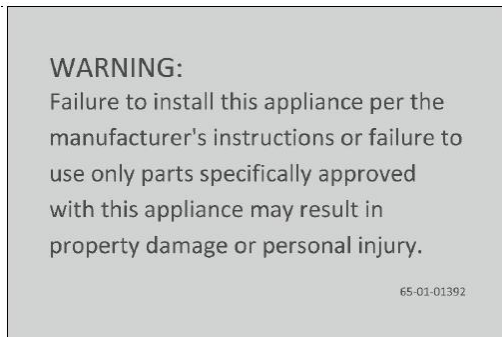 WARNING:
Failure to install this appliance per the
manufacturer's instructions or failure to
use only parts specifically approved
with this appliance may result in
property damage or personal injury.
65-01-01392